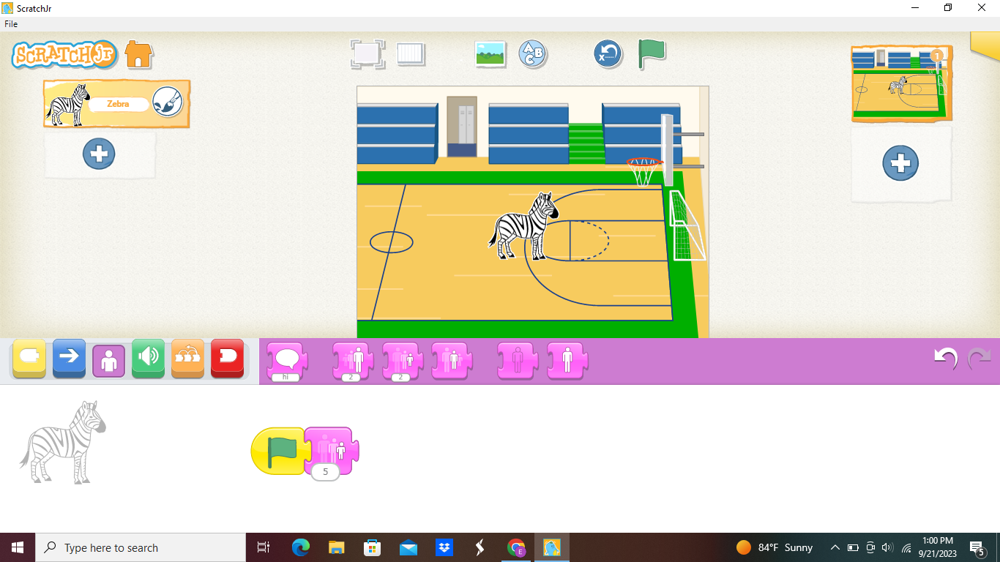 ScratchJr
File
SCRATCHJr
ABC
x
1
Zebra
hi
2
2
5
Type here to search
84°F Sunny
1:00 PM
9/21/2023
5
E